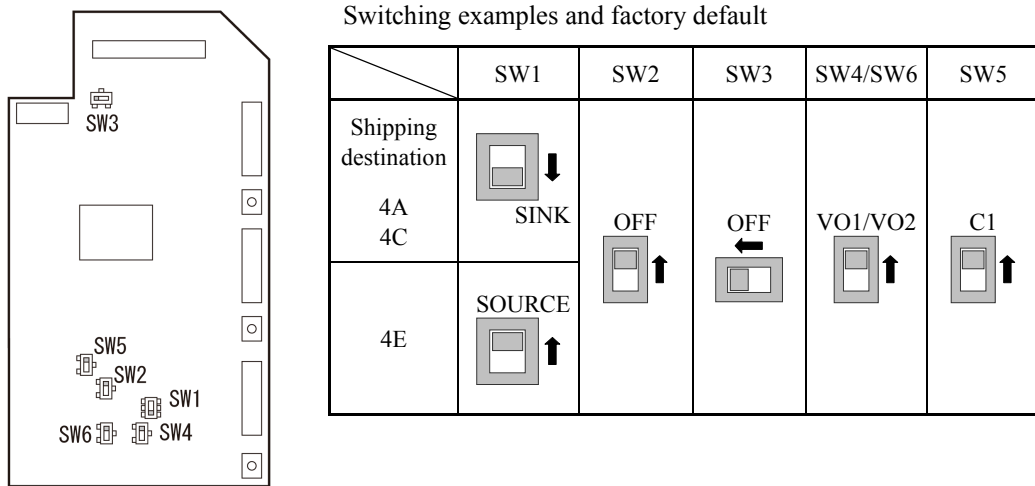 Switching examples and factory default
SW3
SW5
SW2
SW1
SW6
SW4
SW1 SW2 SW3 SW4/SW6 SW5
Shipping
destination
4A
4C
SINK
OFF
OFF
VO1/VO2
C1
4E
SOURCE